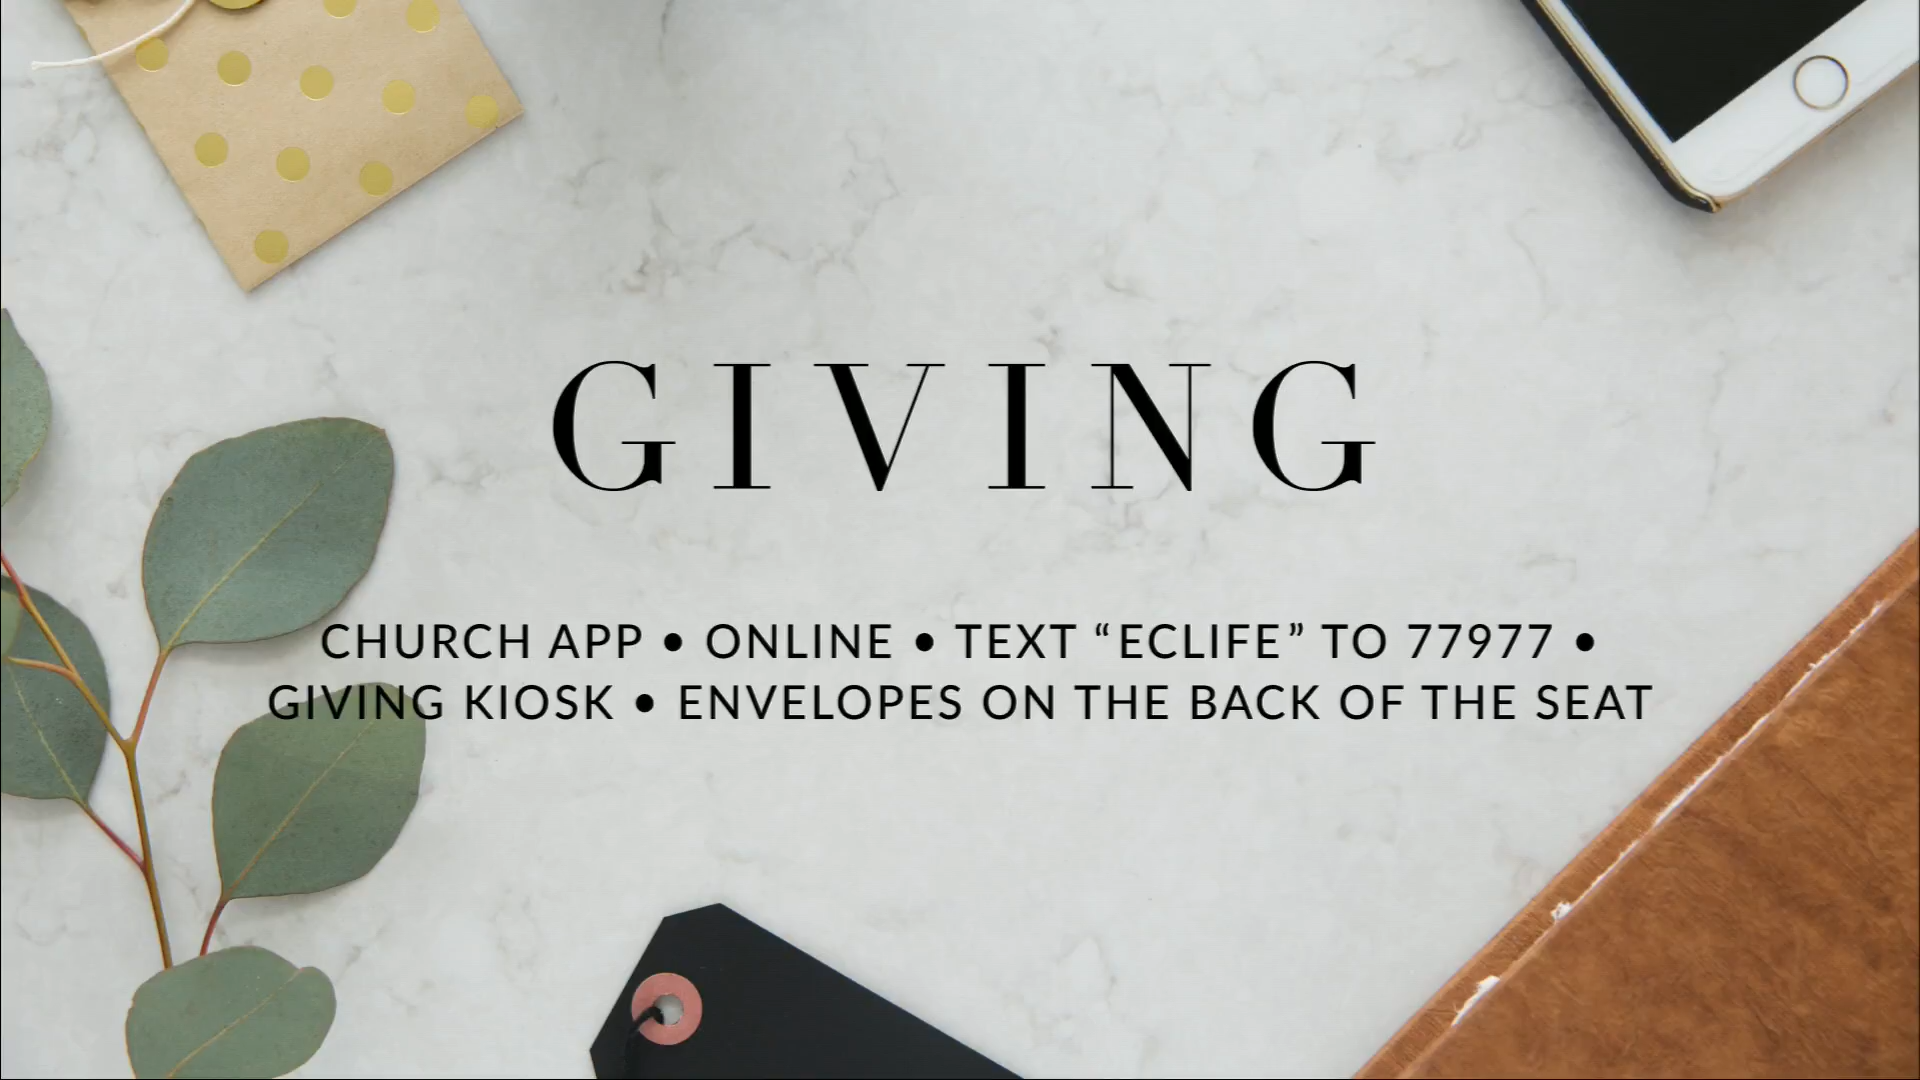 GIVING
CHURCH APP • ONLINE • TEXT “ECLIFE” TO 77977 •
GIVING KIOSK • ENVELOPES ON THE BACK OF THE SEAT